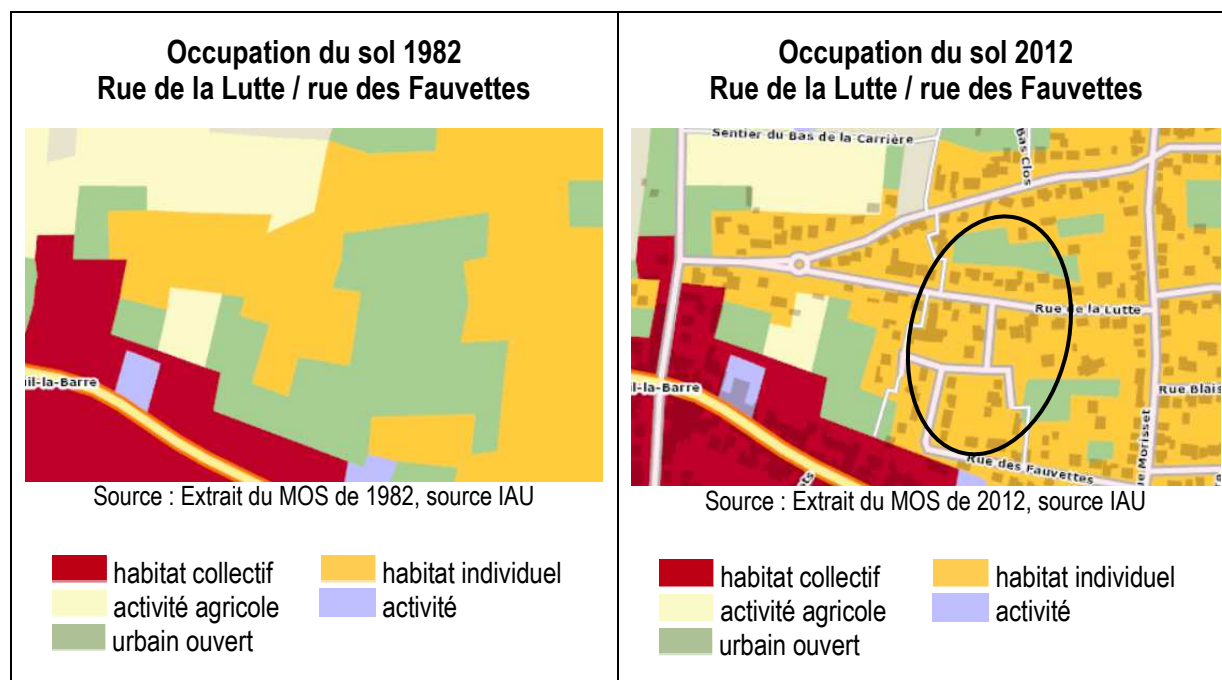 Occupation du sol 1982
Rue de la Lutte / rue des Fauvettes
il-la-Barre
Source : Extrait du MOS de 1982, source IAU
habitat collectif
habitat individuel
activité agricole
activité
urbain ouvert
Occupation du sol 2012
Rue de la Lutte / rue des Fauvettes
Sentier du Bas de la Carrière
Bas Clos
Rue de la Lutte
il-la-Barre
Rue Blais
e Morisset
Rue des Fauvettes
Source : Extrait du MOS de 2012, source IAU
habitat collectif
habitat individuel
activité agricole
activité
urbain ouvert